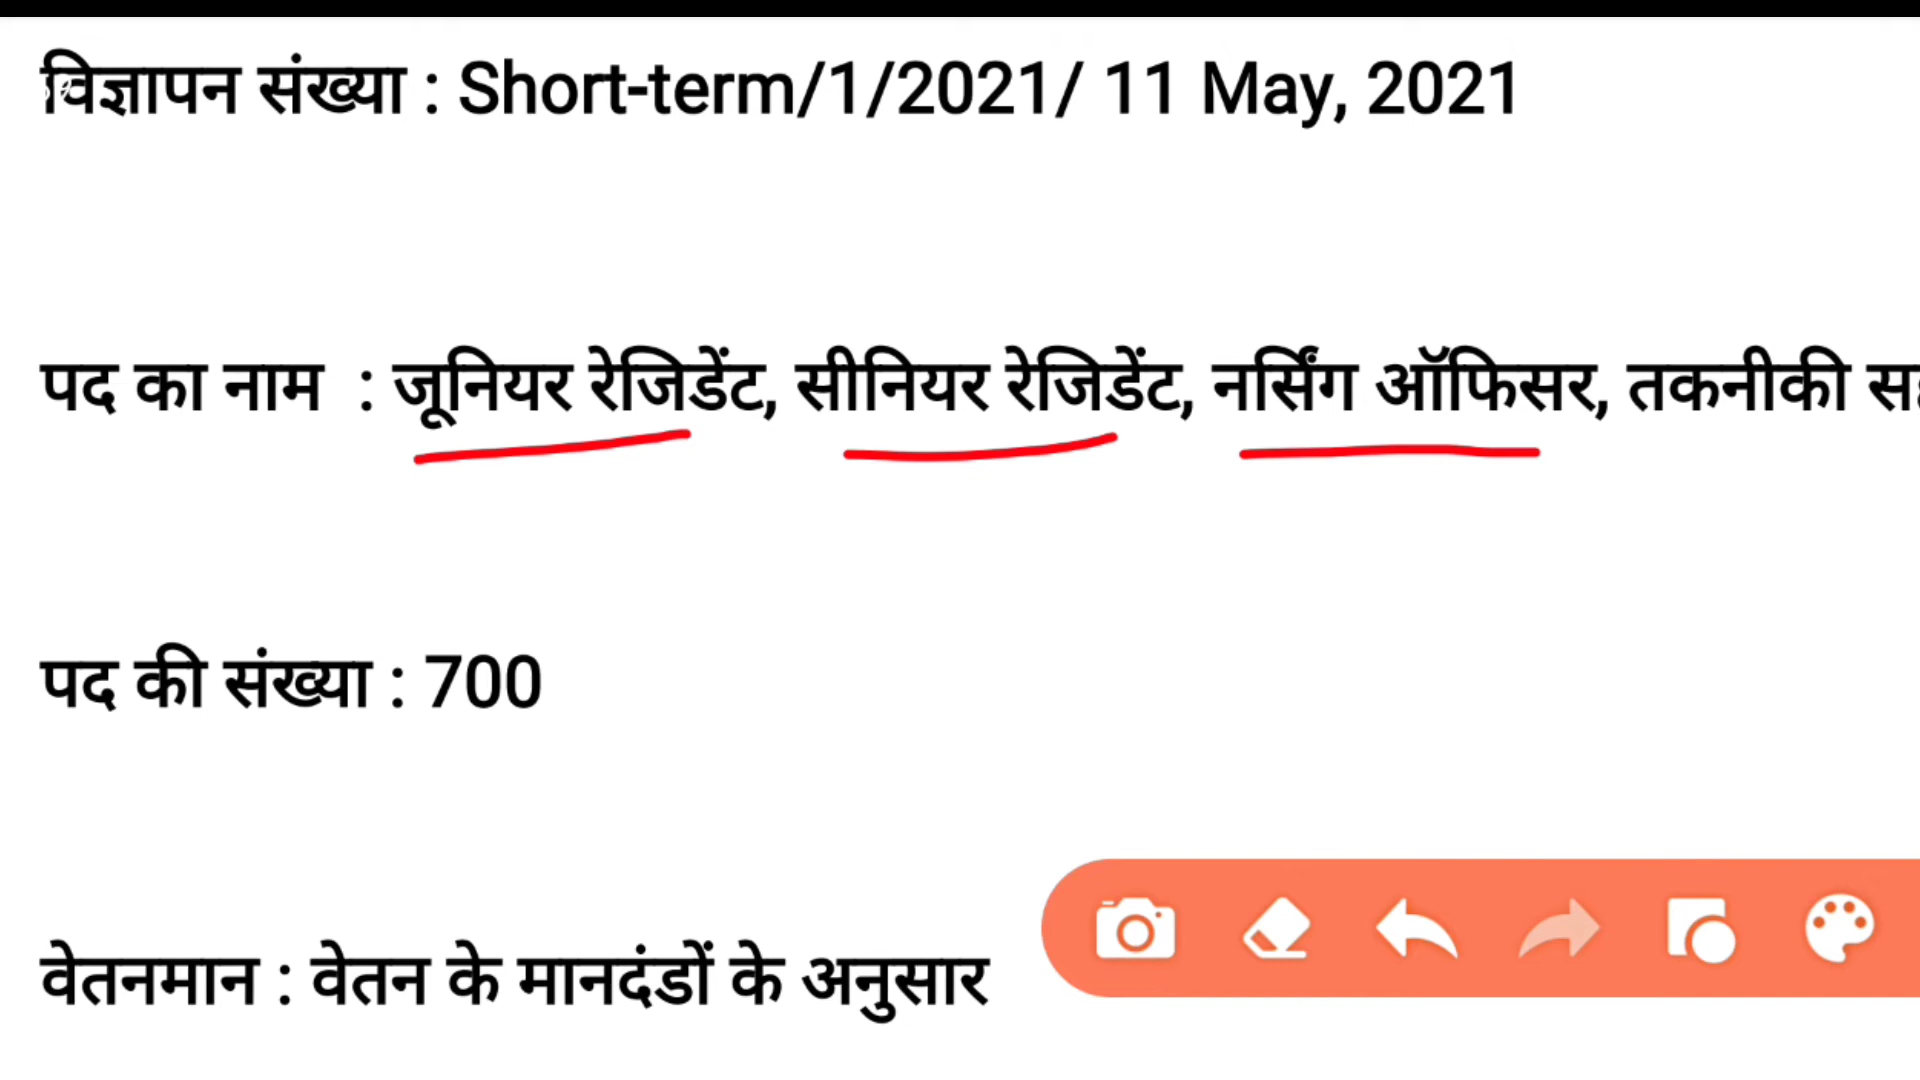 विज्ञापन संख्या : Short-term/1/2021/ 11 May, 2021
पद का नाम : जूनियर रेजिडेंट, सीनियर रेजिडेंट, नर्सिंग ऑफिसर, तकनीकी
पद की संख्या : 700
वेतनमान : वेतन के मानदंडों के अनुसार